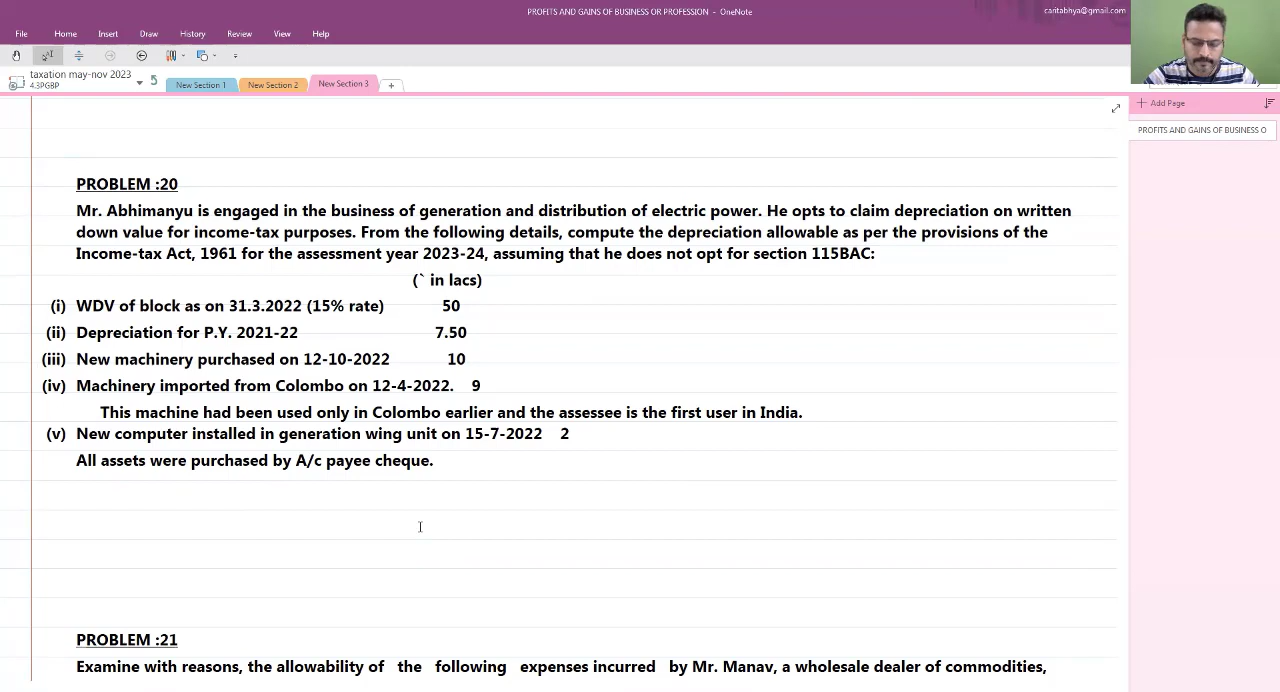 PROFITS AND GAINS OF BUSINESS OR PROFESSION - OneNote
caritabhya@gmail.com
File Home Insert Draw History Review View Help
taxation may-nov 2023
4.3PGBP
5
New Section 1 New Section 2 New Section 3 +
+ Add Page
PROFITS AND GAINS OF BUSINESS O
PROBLEM :20
Mr. Abhimanyu is engaged in the business of generation and distribution of electric power. He opts to claim depreciation on written
down value for income-tax purposes. From the following details, compute the depreciation allowable as per the provisions of the
Income-tax Act, 1961 for the assessment year 2023-24, assuming that he does not opt for section 115BAC:
(` in lacs)
(i) WDV of block as on 31.3.2022 (15% rate) 50
(ii) Depreciation for P.Y. 2021-22 7.50
(iii) New machinery purchased on 12-10-2022 10
(iv) Machinery imported from Colombo on 12-4-2022. 9
This machine had been used only in Colombo earlier and the assessee is the first user in India.
(v) New computer installed in generation wing unit on 15-7-2022 2
All assets were purchased by A/c payee cheque.
PROBLEM :21
Examine with reasons, the allowability of the following expenses incurred by Mr. Manav, a wholesale dealer of commodities,